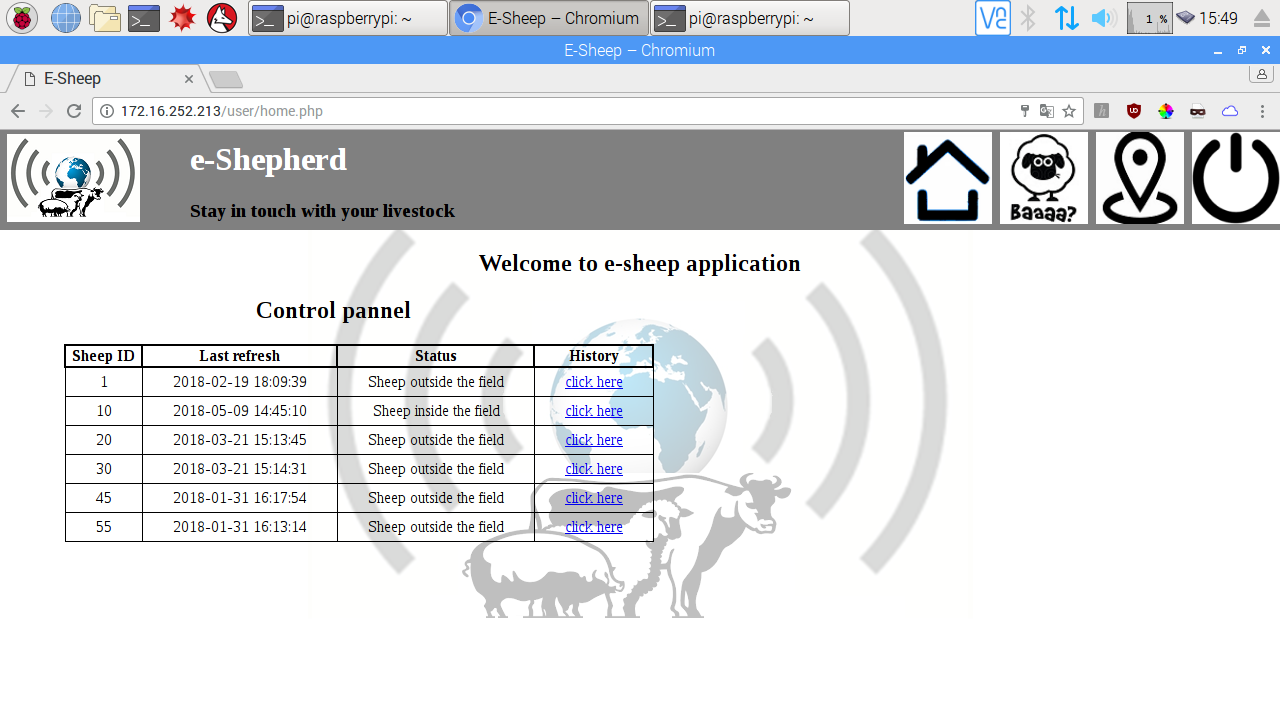 pi@raspberrypi: ~ E-Sheep – Chromium pi@raspberrypi: ~ 1 % 15:49
E-Sheep – Chromium
E-Sheep
172.16.252.213/user/home.php
e-Shepherd
Stay in touch with your livestock
Baaaa?
Welcome to e-sheep application
Control pannel
Sheep ID Last refresh Status History
1 2018-02-19 18:09:39 Sheep outside the field click here
10 2018-05-09 14:45:10 Sheep inside the field click here
20 2018-03-21 15:13:45 Sheep outside the field click here
30 2018-03-21 15:14:31 Sheep outside the field click here
45 2018-01-31 16:17:54 Sheep outside the field click here
55 2018-01-31 16:13:14 Sheep outside the field click here